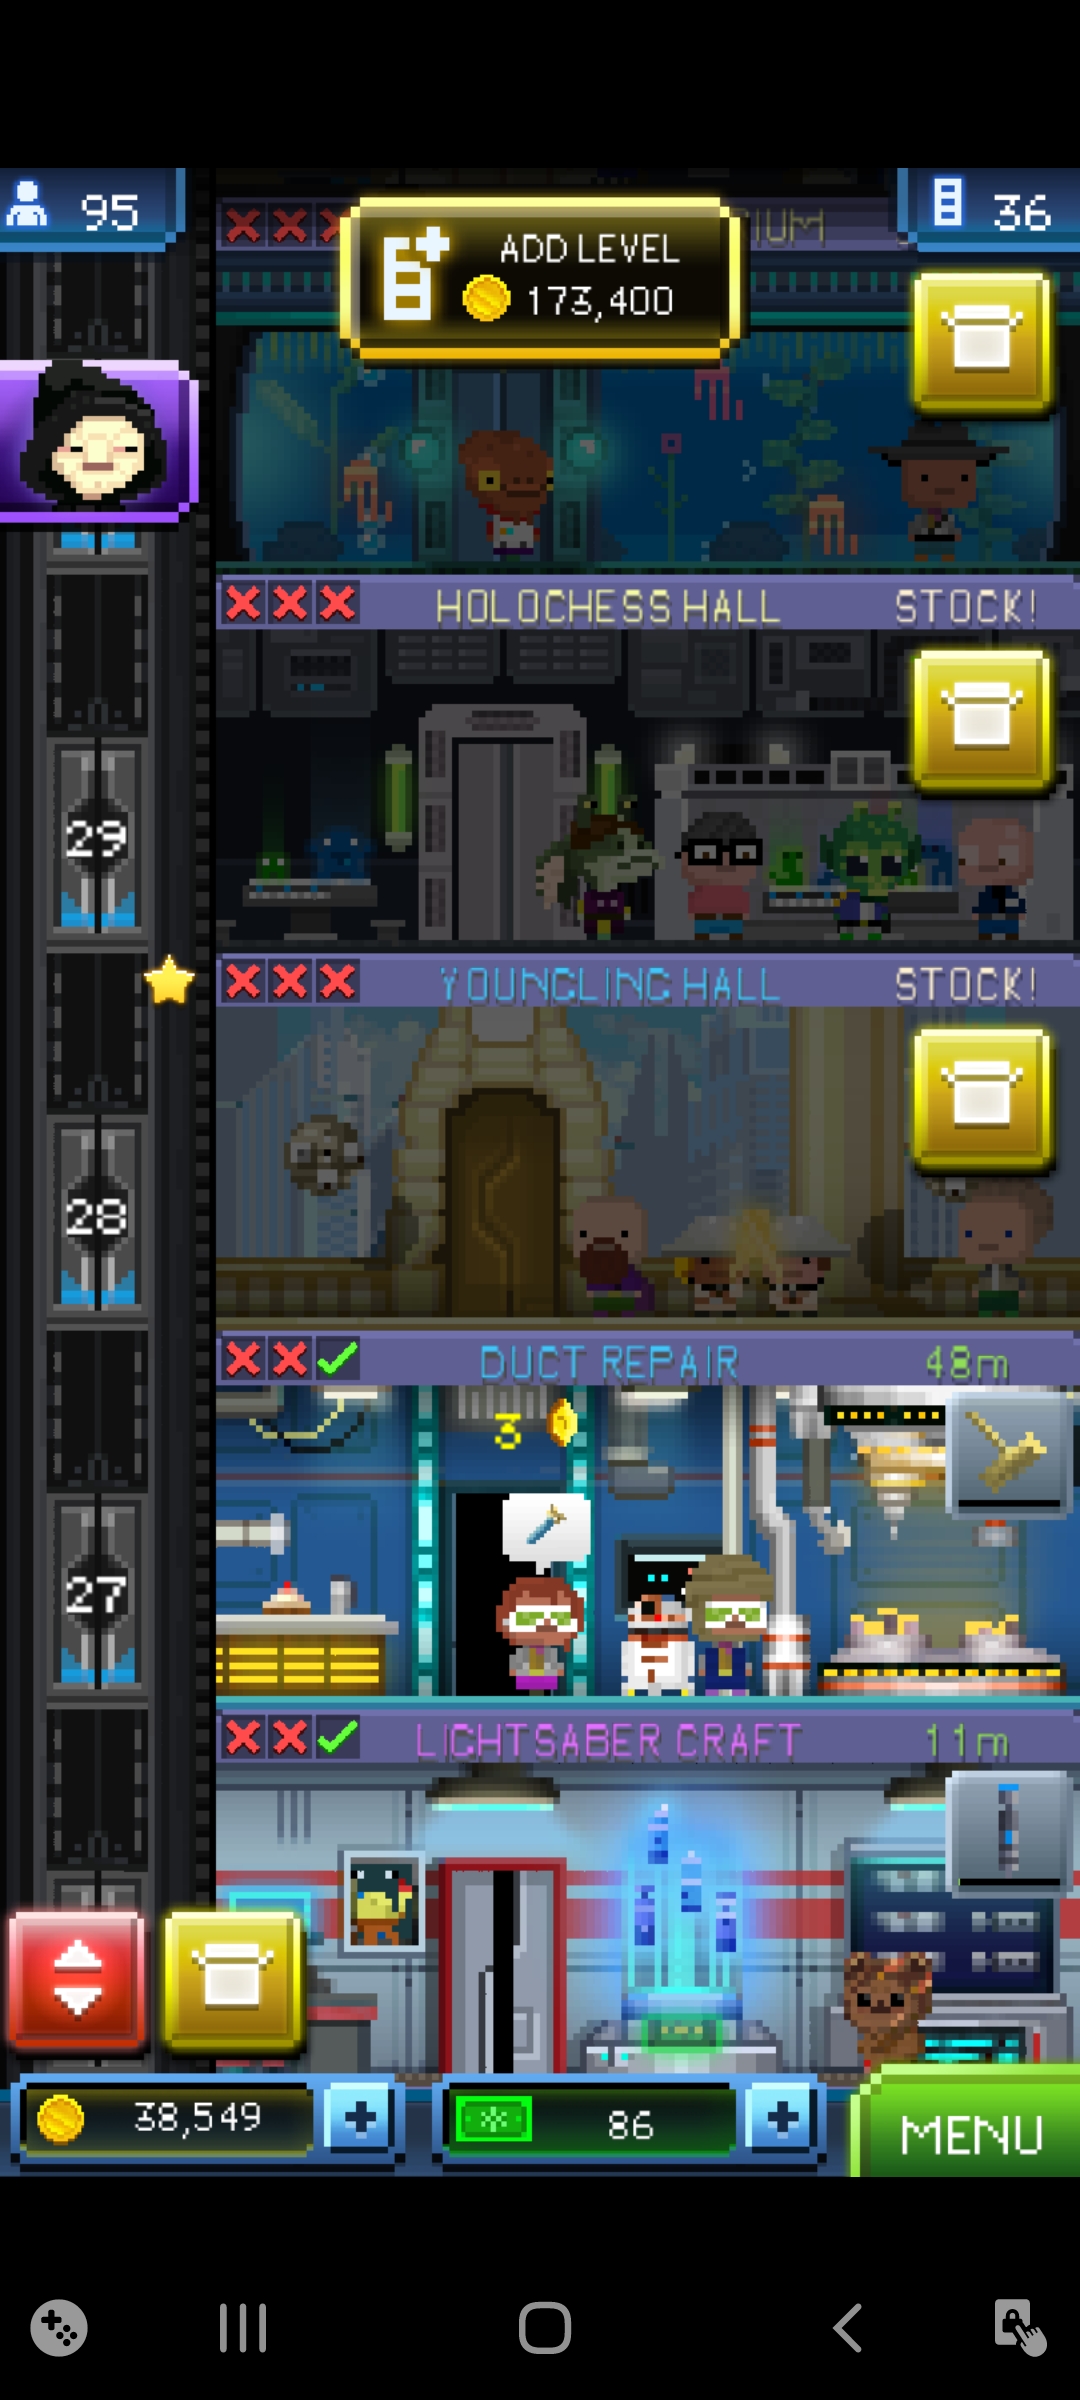 95
36
ADD LEVEL
173,400
HOLOCHESS HALL STOCK!
29
YOUNGLING HALL STOCK!
28
DUCT REPAIR 48m
3
27
LIGHTSABER CRAFT 11m
38,549
86
MENU